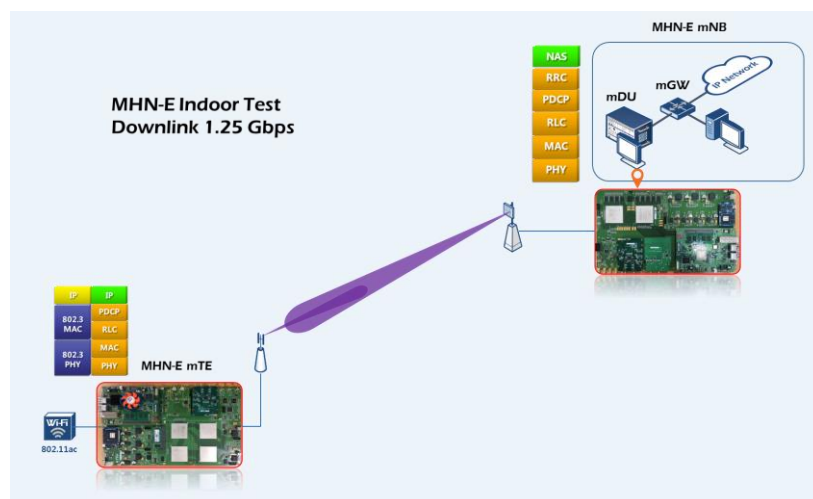 MHN-E mNB
NAS
RRC
PDCP
RLC
MAC
PHY
mDU
mGW
IP Network
MHN-E Indoor Test
Downlink 1.25 Gbps
IP
IP
802.3
MAC
802.3
PHY
PDCP
RLC
MAC
PHY
MHN-E mTE
Wi-Fi
802.11ac